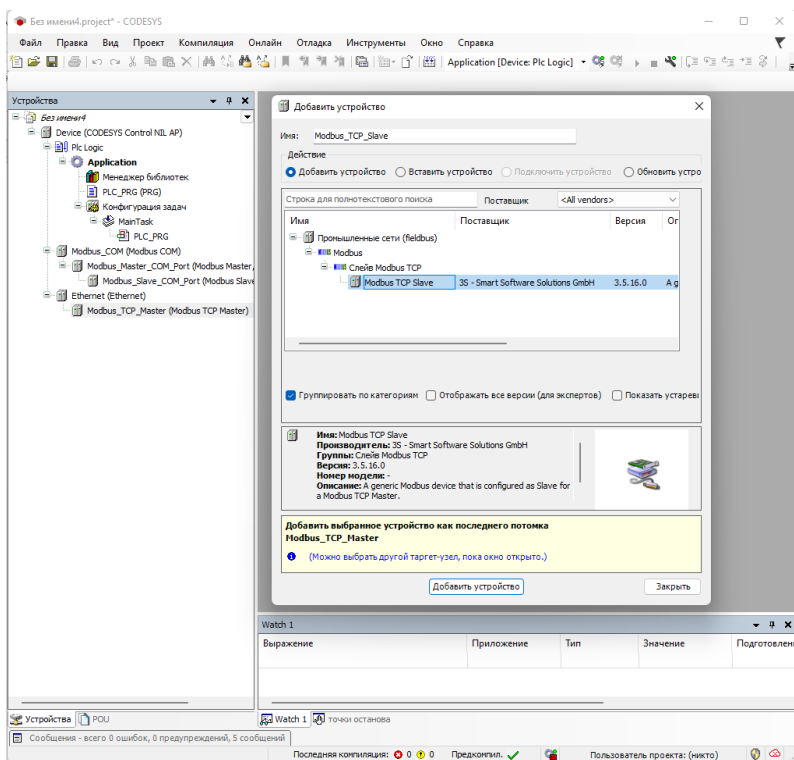 Без имени4.project* - CODESYS
Файл Правка Вид Проект Компиляция Онлайн Отладка Инструменты Окно Справка
Application [Device: Plc Logic]
Устройства
Без имени4
Device (CODESYS Control NIL AP)
Plc Logic
Application
Менеджер библиотек
PLC_PRG (PRG)
Конфигурация задач
MainTask
PLC_PRG
Modbus_COM (Modbus COM)
Modbus_Master_COM_Port (Modbus Master,
Modbus_Slave_COM_Port (Modbus Slave
Ethernet (Ethernet)
Modbus_TCP_Master (Modbus TCP Master)
Устройства POU
Добавить устройство
Имя: Modbus_TCP_Slave
Действие
Добавить устройство Вставить устройство Подключить устройство Обновить устро
Строка для полнотекстового поиска Поставщик <All vendors>
Имя Поставщик Версия Оп
Промышленные сети (fieldbus)
Modbus
Слейв Modbus TCP
Modbus TCP Slave 3S - Smart Software Solutions GmbH 3.5.16.0 A g
Группировать по категориям Отображать все версии (для экспертов) Показать устарев
Имя: Modbus TCP Slave
Производитель: 3S - Smart Software Solutions GmbH
Группы: Слейв Modbus TCP
Версия: 3.5.16.0
Номер модели: -
Описание: A generic Modbus device that is configured as Slave for
a Modbus TCP Master.
Добавить выбранное устройство как последнего потомка
Modbus_TCP_Master
(Можно выбрать другой таргет-узел, пока окно открыто.)
Добавить устройство Закрыть
Watch 1
Выражение Приложение Тип Значение Подготовлен
Watch 1 точки останова
Сообщения - всего 0 ошибок, 0 предупреждений, 5 сообщений
Последняя компиляция: 0 0 Предкомпил. Пользователь проекта: (никто)